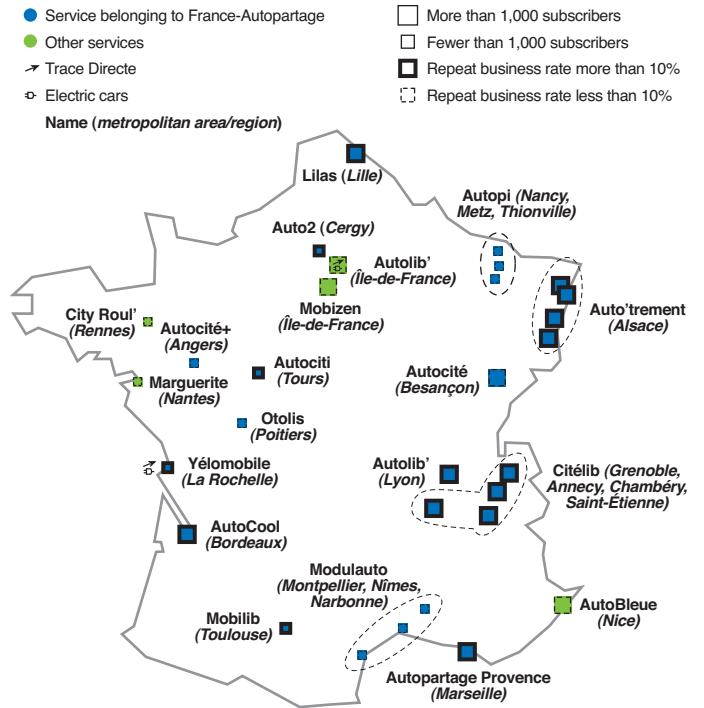 Service belonging to France-Autopartage
Other services
Trace Directe
Electric cars
Name (metropolitan area/region)
More than 1,000 subscribers
Fewer than 1,000 subscribers
Repeat business rate more than 10%
Repeat business rate less than 10%
Lilas (Lille)
Autopi (Nancy,
Metz, Thionville)
Auto2 (Cergy)
Autolib'
(Île-de-France)
Mobizen
(Île-de-France)
Auto'trement
(Alsace)
City Roul'
(Rennes)
Autocité+
(Angers)
Marguerite
(Nantes)
Autociti
(Tours)
Autocité
(Besançon)
Otolis
(Poitiers)
Yélomobile
(La Rochelle)
Autolib'
(Lyon)
Citélib (Grenoble,
Annecy, Chambéry,
Saint-Étienne)
AutoCool
(Bordeaux)
Modulauto
(Montpellier, Nîmes,
Narbonne)
Mobilib
(Toulouse)
AutoBleue
(Nice)
Autopartage Provence
(Marseille)